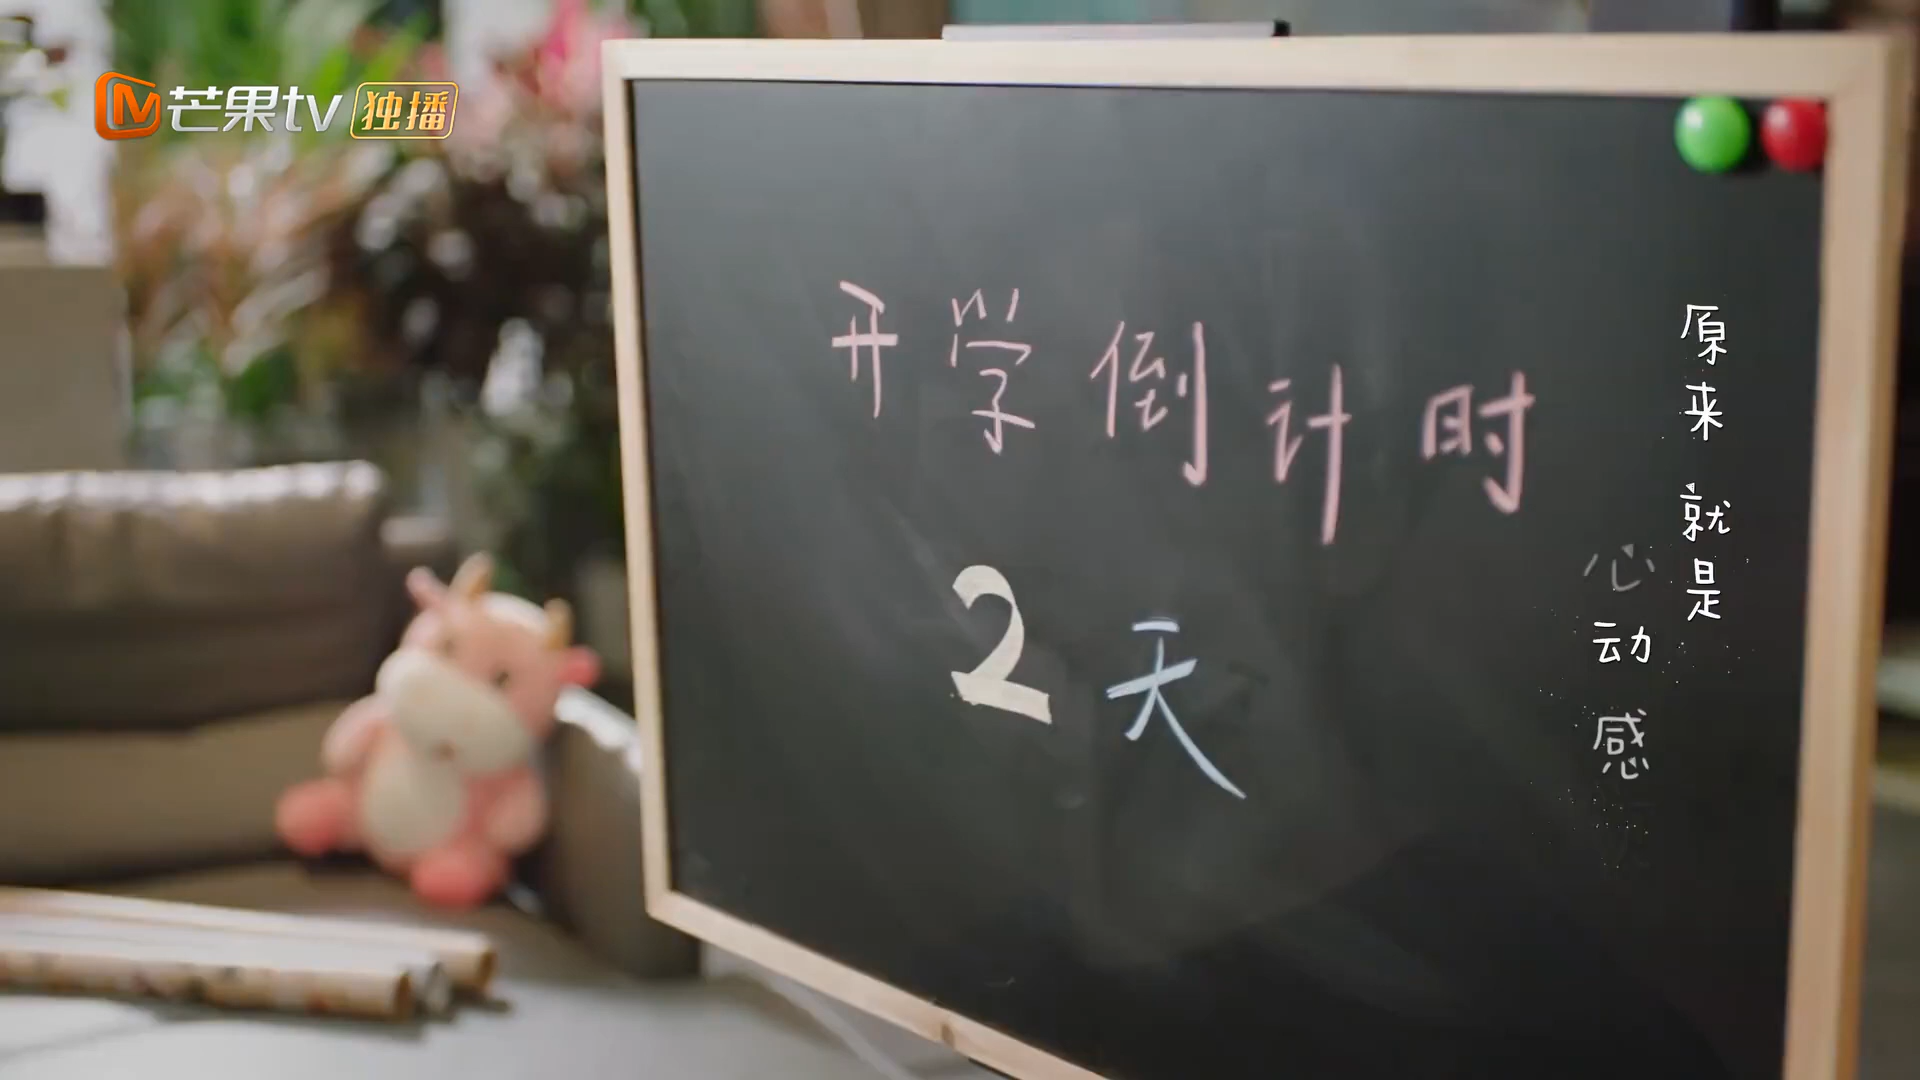 芒果tv 独播
开学倒计时
2天
原来就是
心动感